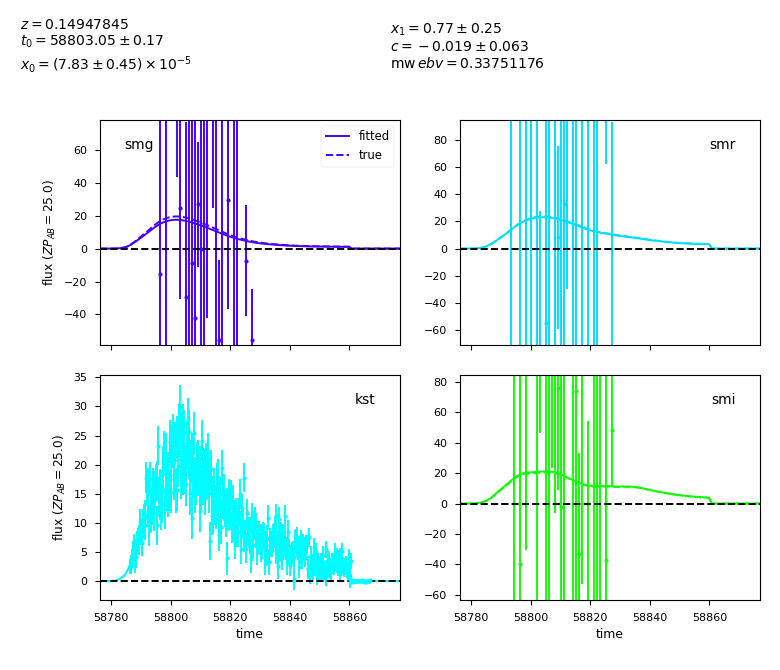 z = 0.14947845
t₀ = 58803.05 ± 0.17
x₀ = (7.83 ± 0.45) × 10⁻⁵
x₁ = 0.77 ± 0.25
c = −0.019 ± 0.063
mw ebv = 0.33751176
smg
fitted
true
60
40
20
0
−20
−40
flux (ZP_AB = 25.0)
smr
80
60
40
20
0
−20
−40
−60
kst
35
30
25
20
15
10
5
0
flux (ZP_AB = 25.0)
58780 58800 58820 58840 58860
time
smi
80
60
40
20
0
−20
−40
−60
58780 58800 58820 58840 58860
time